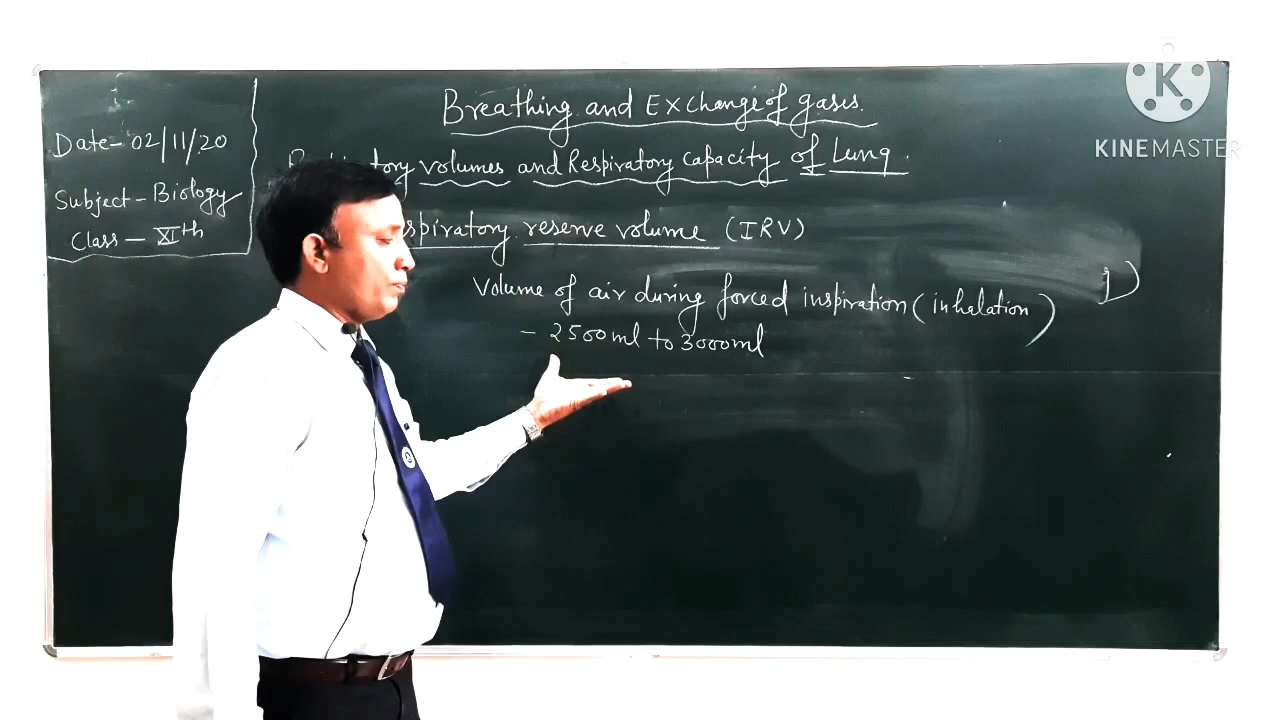 Breathing and Exchange of gases.
Date- 02/11/20
Subject - Biology
Class - XIth
volumes and Respiratory capacity of Lung.
reserve volume (IRV)
Volume of air during forced inspiration (inhalation)
- 2500ml to 3000ml
K
KINEMASTER